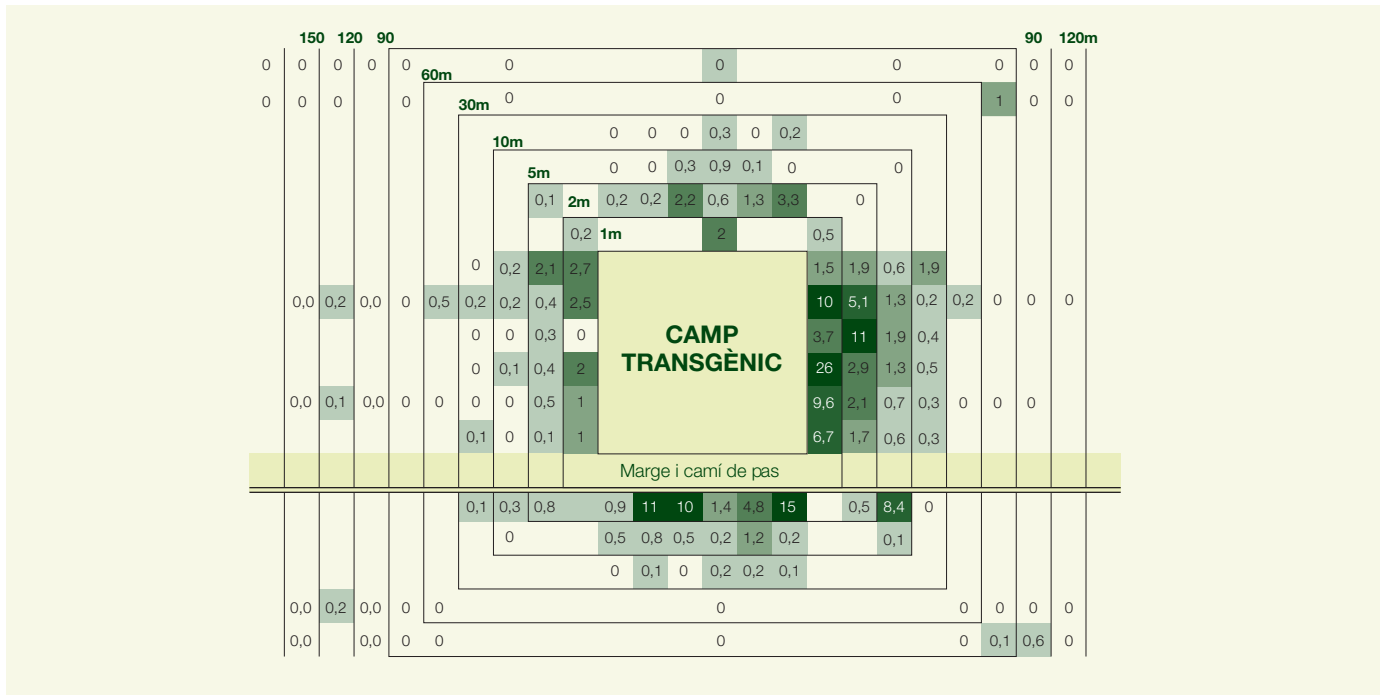 150 120 90 90 120m
0 0 0 0 0 0 0 0 0 0 0
60m
0 0 0 0 0 0 0 1 0 0
30m
0 0 0 0,3 0 0,2
10m
0 0 0,3 0,9 0,1 0 0
5m
0,1 2m 0,2 0,2 2,2 0,6 1,3 3,3 0
0,2 1m 2 0,5
0 0,2 2,1 2,7 1,5 1,9 0,6 1,9
0,0 0,2 0,0 0 0,5 0,2 0,2 0,4 2,5 10 5,1 1,3 0,2 0,2 0 0 0
0 0 0,3 0 CAMP 3,7 11 1,9 0,4
0 0,1 0,4 2 TRANSGÈNIC 26 2,9 1,3 0,5
0,0 0,1 0,0 0 0 0 0 0,5 1 9,6 2,1 0,7 0,3 0 0 0
0,1 0 0,1 1 6,7 1,7 0,6 0,3
Marge i camí de pas
0,1 0,3 0,8 0,9 11 10 1,4 4,8 15 0,5 8,4 0
0 0,5 0,8 0,5 0,2 1,2 0,2 0,1
0 0,1 0 0,2 0,2 0,1
0,0 0,2 0,0 0 0 0 0 0 0 0
0,0 0,0 0 0 0 0 0,1 0,6 0